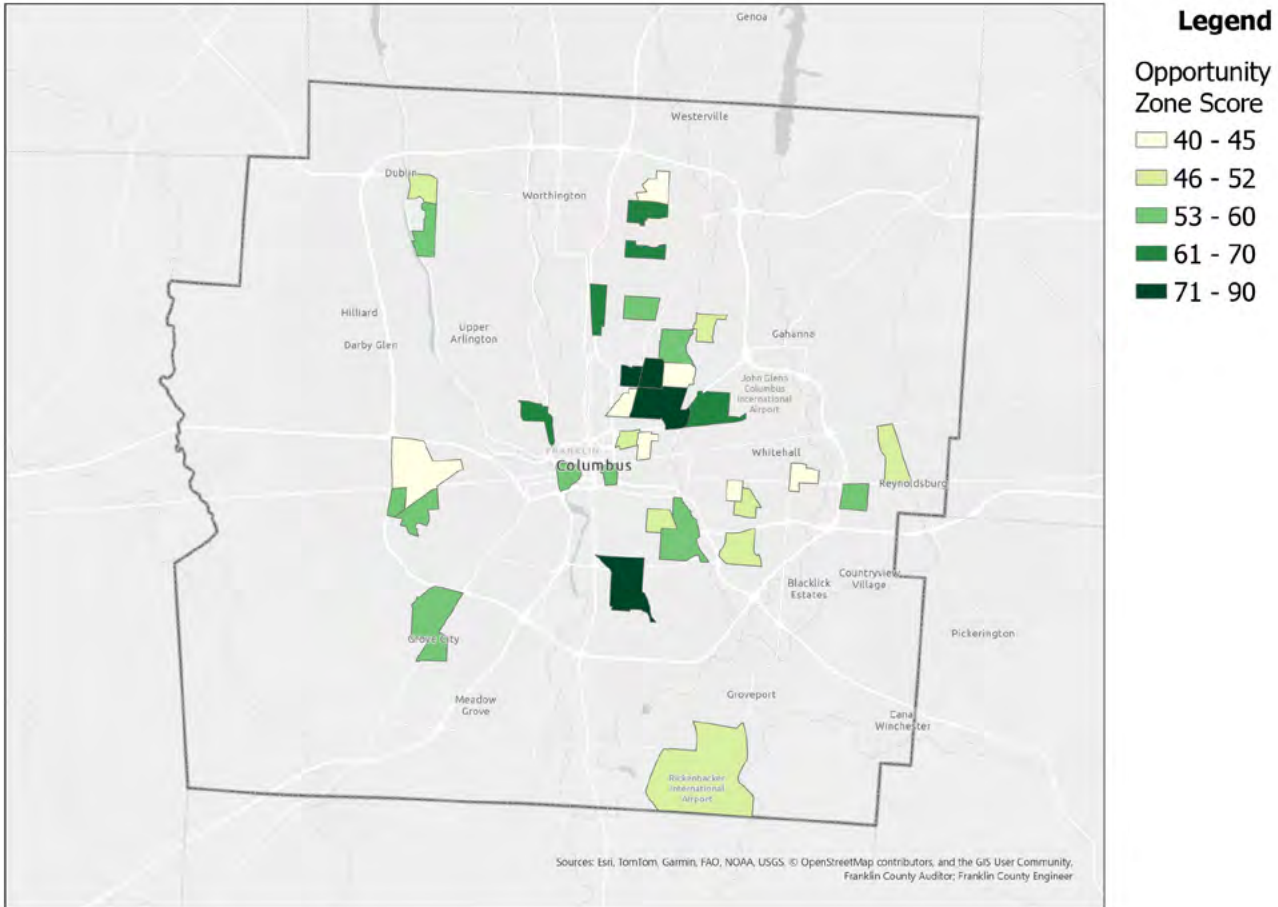 Genoa
Westerville
Dublin
Worthington
Hilliard
Upper
Arlington
Darby Glen
Gahanna
John Glenn
Columbus
International
Airport
FRANKLIN
Columbus
Whitehall
Reynoldsburg
Blacklick
Estates
Countryview
Village
Pickerington
Grove City
Meadow
Grove
Groveport
Canal
Winchester
Rickenbacker
International
Airport
Sources: Esri, TomTom, Garmin, FAO, NOAA, USGS, © OpenStreetMap contributors, and the GIS User Community,
Franklin County Auditor; Franklin County Engineer
Legend
Opportunity
Zone Score
40 - 45
46 - 52
53 - 60
61 - 70
71 - 90